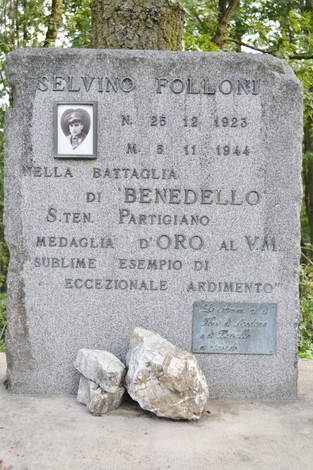 SELVINO FOLLONI
N. 25 12 1923
M. 5 11 1944
NELLA BATTAGLIA
DI 'BENEDELLO'
S.TEN. PARTIGIANO
MEDAGLIA D'ORO AL V.M.
"SUBLIME ESEMPIO DI
ECCEZIONALE ARDIMENTO"